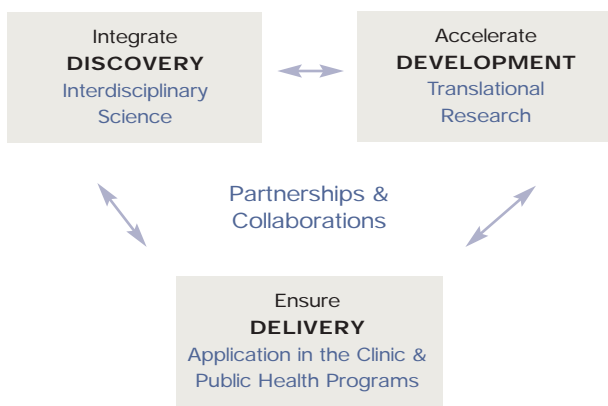 Integrate
DISCOVERY
Interdisciplinary
Science
Accelerate
DEVELOPMENT
Translational
Research
Partnerships &
Collaborations
Ensure
DELIVERY
Application in the Clinic &
Public Health Programs